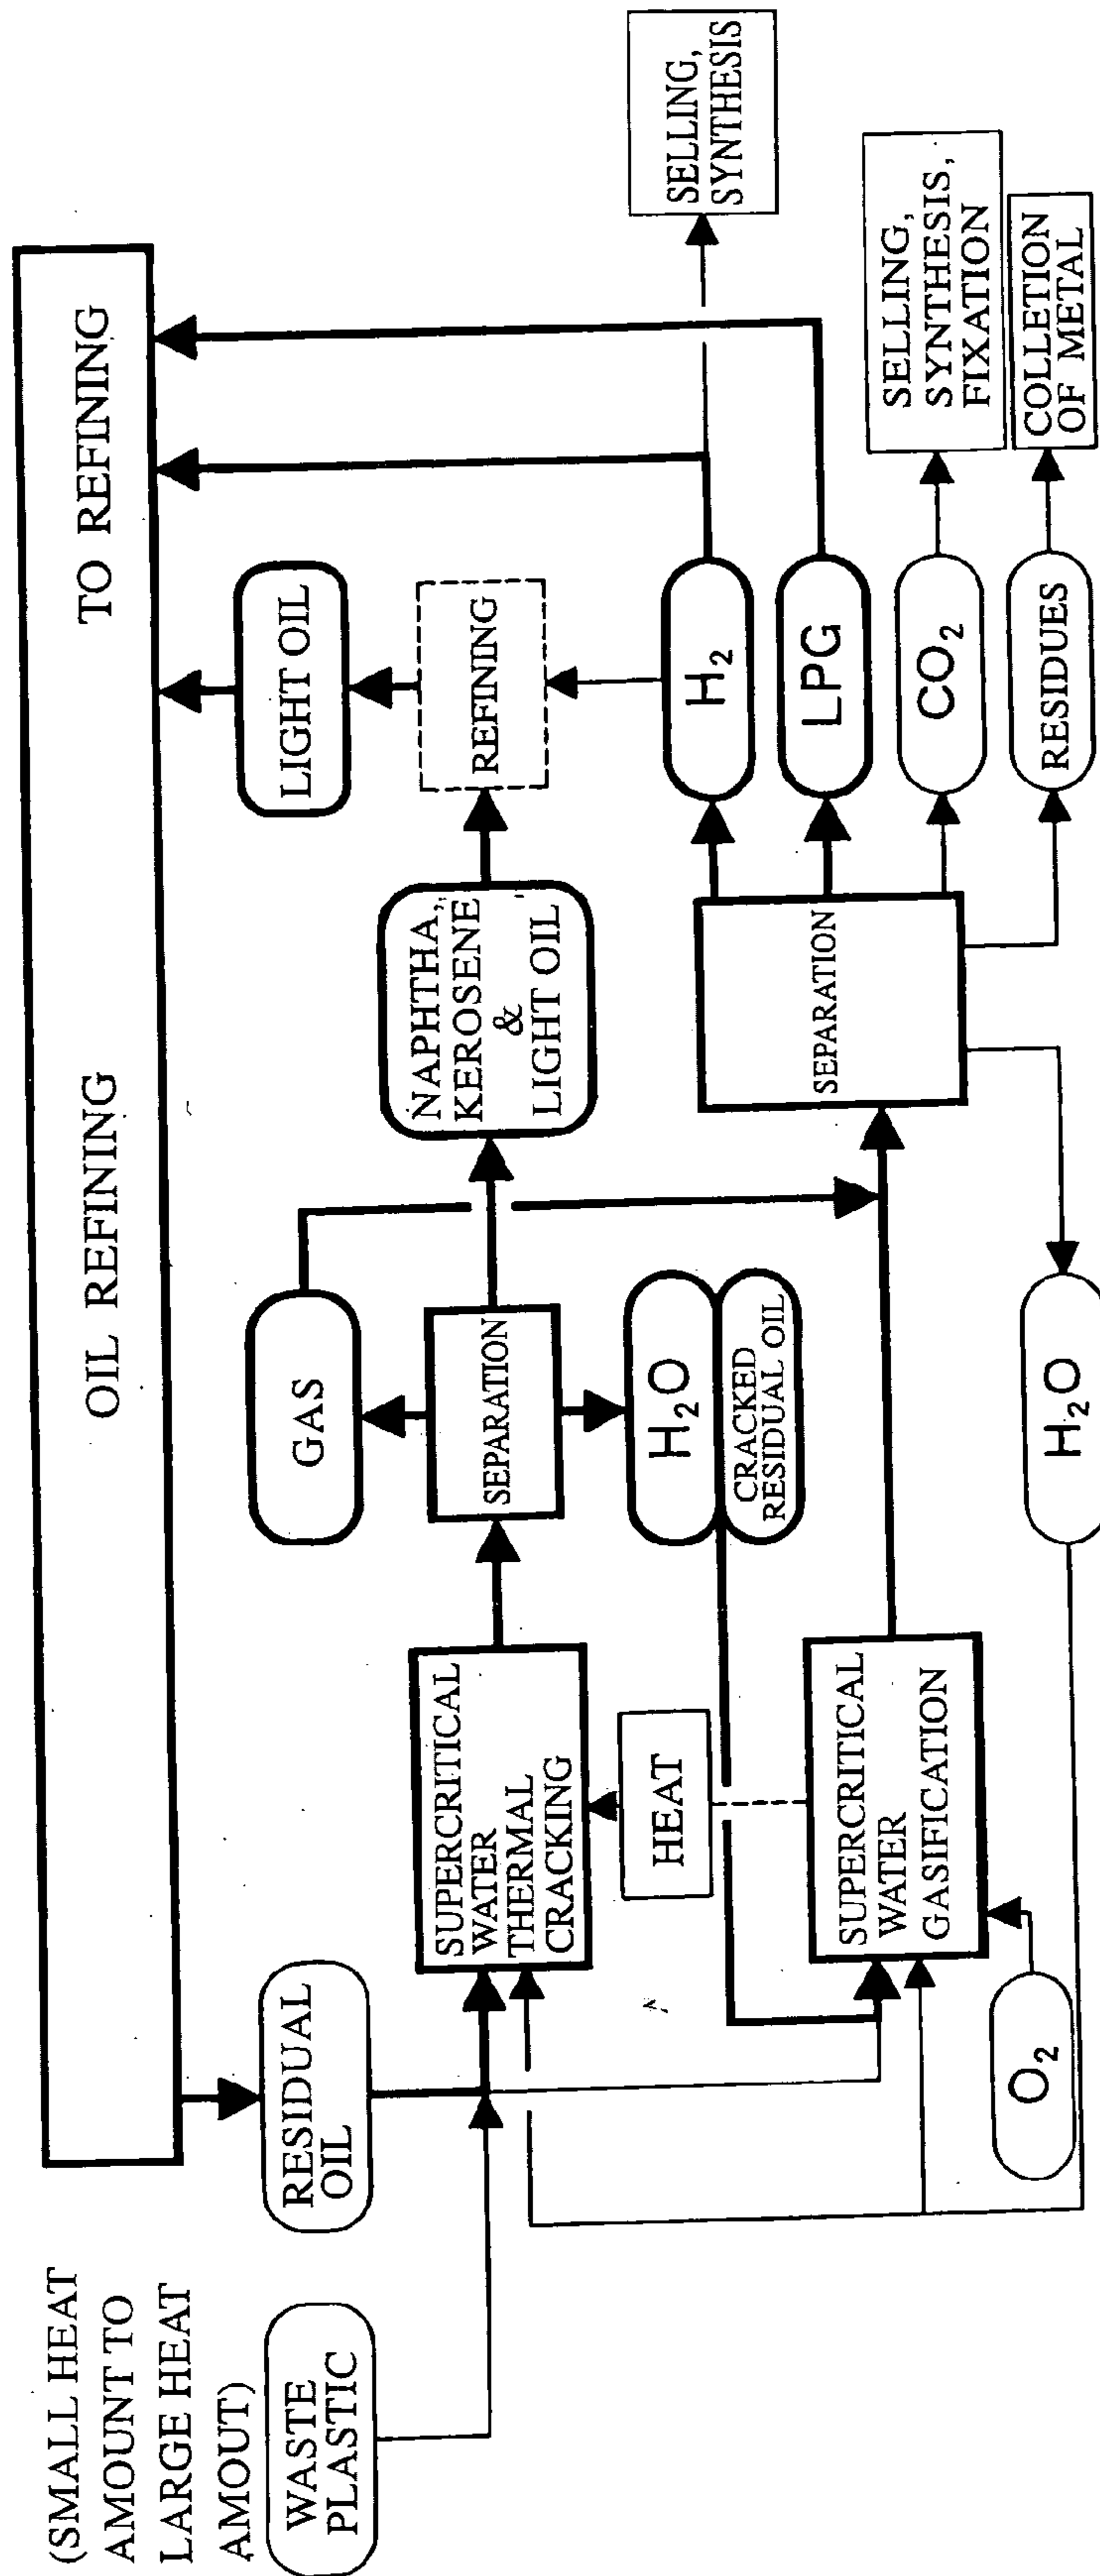 OIL REFINING
TO REFINING
(SMALL HEAT
AMOUNT TO
LARGE HEAT
AMOUT)
WASTE
PLASTIC
RESIDUAL
OIL
GAS
LIGHT OIL
SUPERCRITICAL
WATER
THERMAL
CRACKING
SEPARATION
NAPHTHA,
KEROSENE
&
LIGHT OIL
REFINING
HEAT
H₂O
CRACKED
RESIDUAL OIL
SUPERCRITICAL
WATER
GASIFICATION
SEPARATION
H₂
LPG
CO₂
RESIDUES
SELLING,
SYNTHESIS
SELLING,
SYNTHESIS,
FIXATION
COLLETION
OF METAL
O₂
H₂O